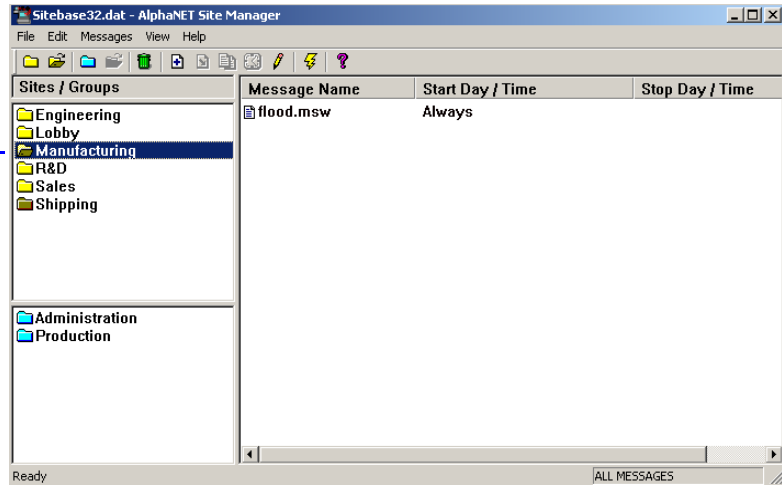 Sitebase32.dat - AlphaNET Site Manager
File Edit Messages View Help
Sites / Groups
Message Name Start Day / Time Stop Day / Time
Engineering
Lobby
Manufacturing
R&D
Sales
Shipping
flood.msw Always
Administration
Production
Ready ALL MESSAGES